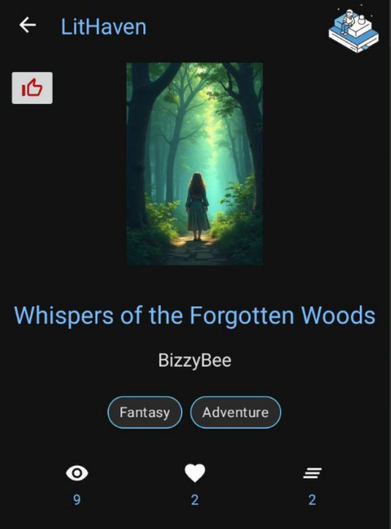 LitHaven
Whispers of the Forgotten Woods
BizzyBee
Fantasy Adventure
9 2 2